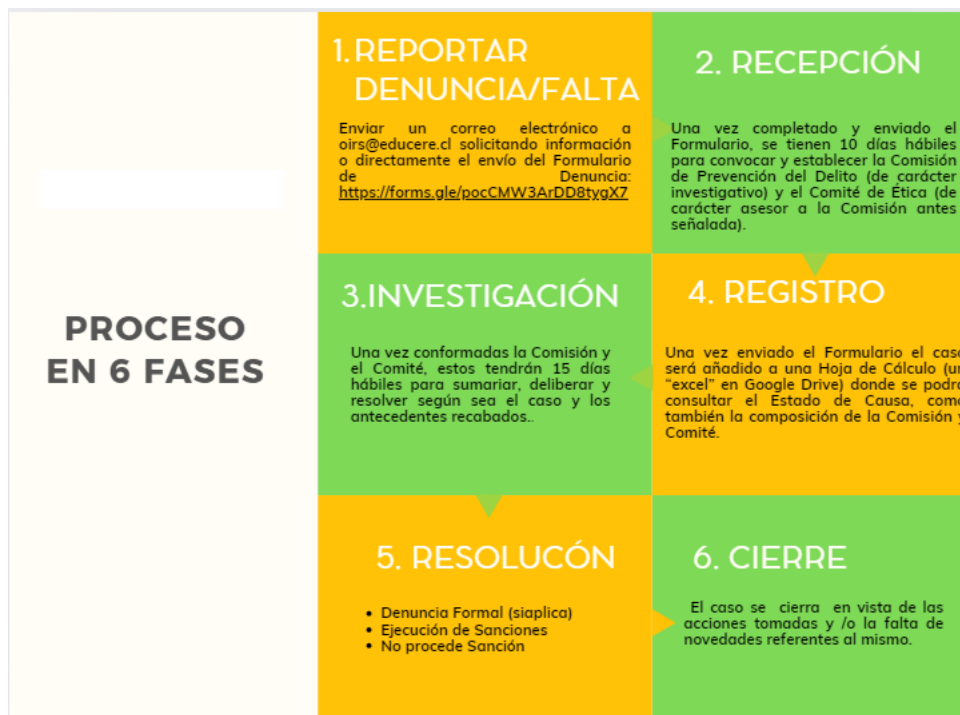 PROCESO
EN 6 FASES
1. REPORTAR
DENUNCIA/FALTA
Enviar un correo electrónico a
oirs@educere.cl solicitando información
o directamente el envío del Formulario
de Denuncia:
https://forms.gle/pocCMW3ArDD8tygX7
2. RECEPCIÓN
Una vez completado y enviado el
Formulario, se tienen 10 días hábiles
para convocar y establecer la Comisión
de Prevención del Delito (de carácter
investigativo) y el Comité de Ética (de
carácter asesor a la Comisión antes
señalada).
3.INVESTIGACIÓN
Una vez conformadas la Comisión y
el Comité, estos tendrán 15 días
hábiles para sumariar, deliberar y
resolver según sea el caso y los
antecedentes recabados..
4. REGISTRO
Una vez enviado el Formulario el caso
será añadido a una Hoja de Cálculo (un
“excel” en Google Drive) donde se podrá
consultar el Estado de Causa, como
también la composición de la Comisión y
Comité.
5. RESOLUCÓN
• Denuncia Formal (siaplica)
• Ejecución de Sanciones
• No procede Sanción
6. CIERRE
El caso se cierra en vista de las
acciones tomadas y /o la falta de
novedades referentes al mismo.